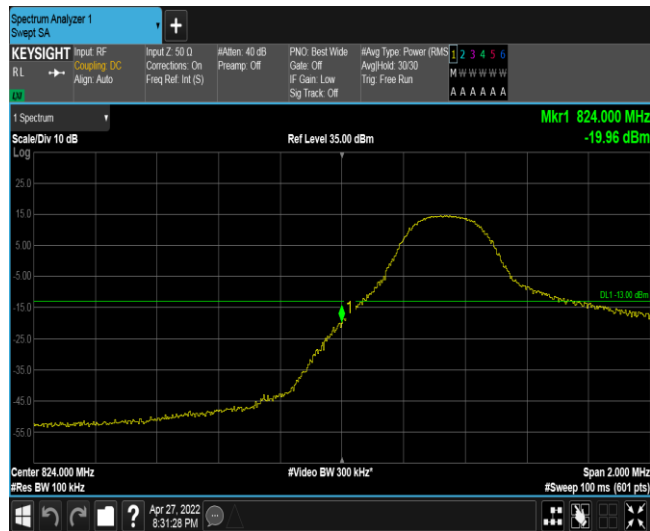 Spectrum Analyzer 1
Swept SA
KEYSIGHT
RL
Input: RF
Coupling: DC
Align: Auto
Input Z: 50 Ω
Corrections: On
Freq Ref: Int (S)
#Atten: 40 dB
Preamp: Off
PNO: Best Wide
Gate: Off
IF Gain: Low
Sig Track: Off
#Avg Type: Power (RMS
Avg|Hold: 30/30
Trig: Free Run
1 2 3 4 5 6
M W W W W W
A A A A A A
1 Spectrum
Scale/Div 10 dB
Ref Level 35.00 dBm
Mkr1 824.000 MHz
-19.96 dBm
Log
25.0
15.0
5.00
-5.00
-15.0
-25.0
-35.0
-45.0
-55.0
1
DL1 -13.00 dBm
Center 824.000 MHz
#Video BW 300 kHz*
Span 2.000 MHz
#Res BW 100 kHz
#Sweep 100 ms (601 pts)
?
Apr 27, 2022
8:31:28 PM